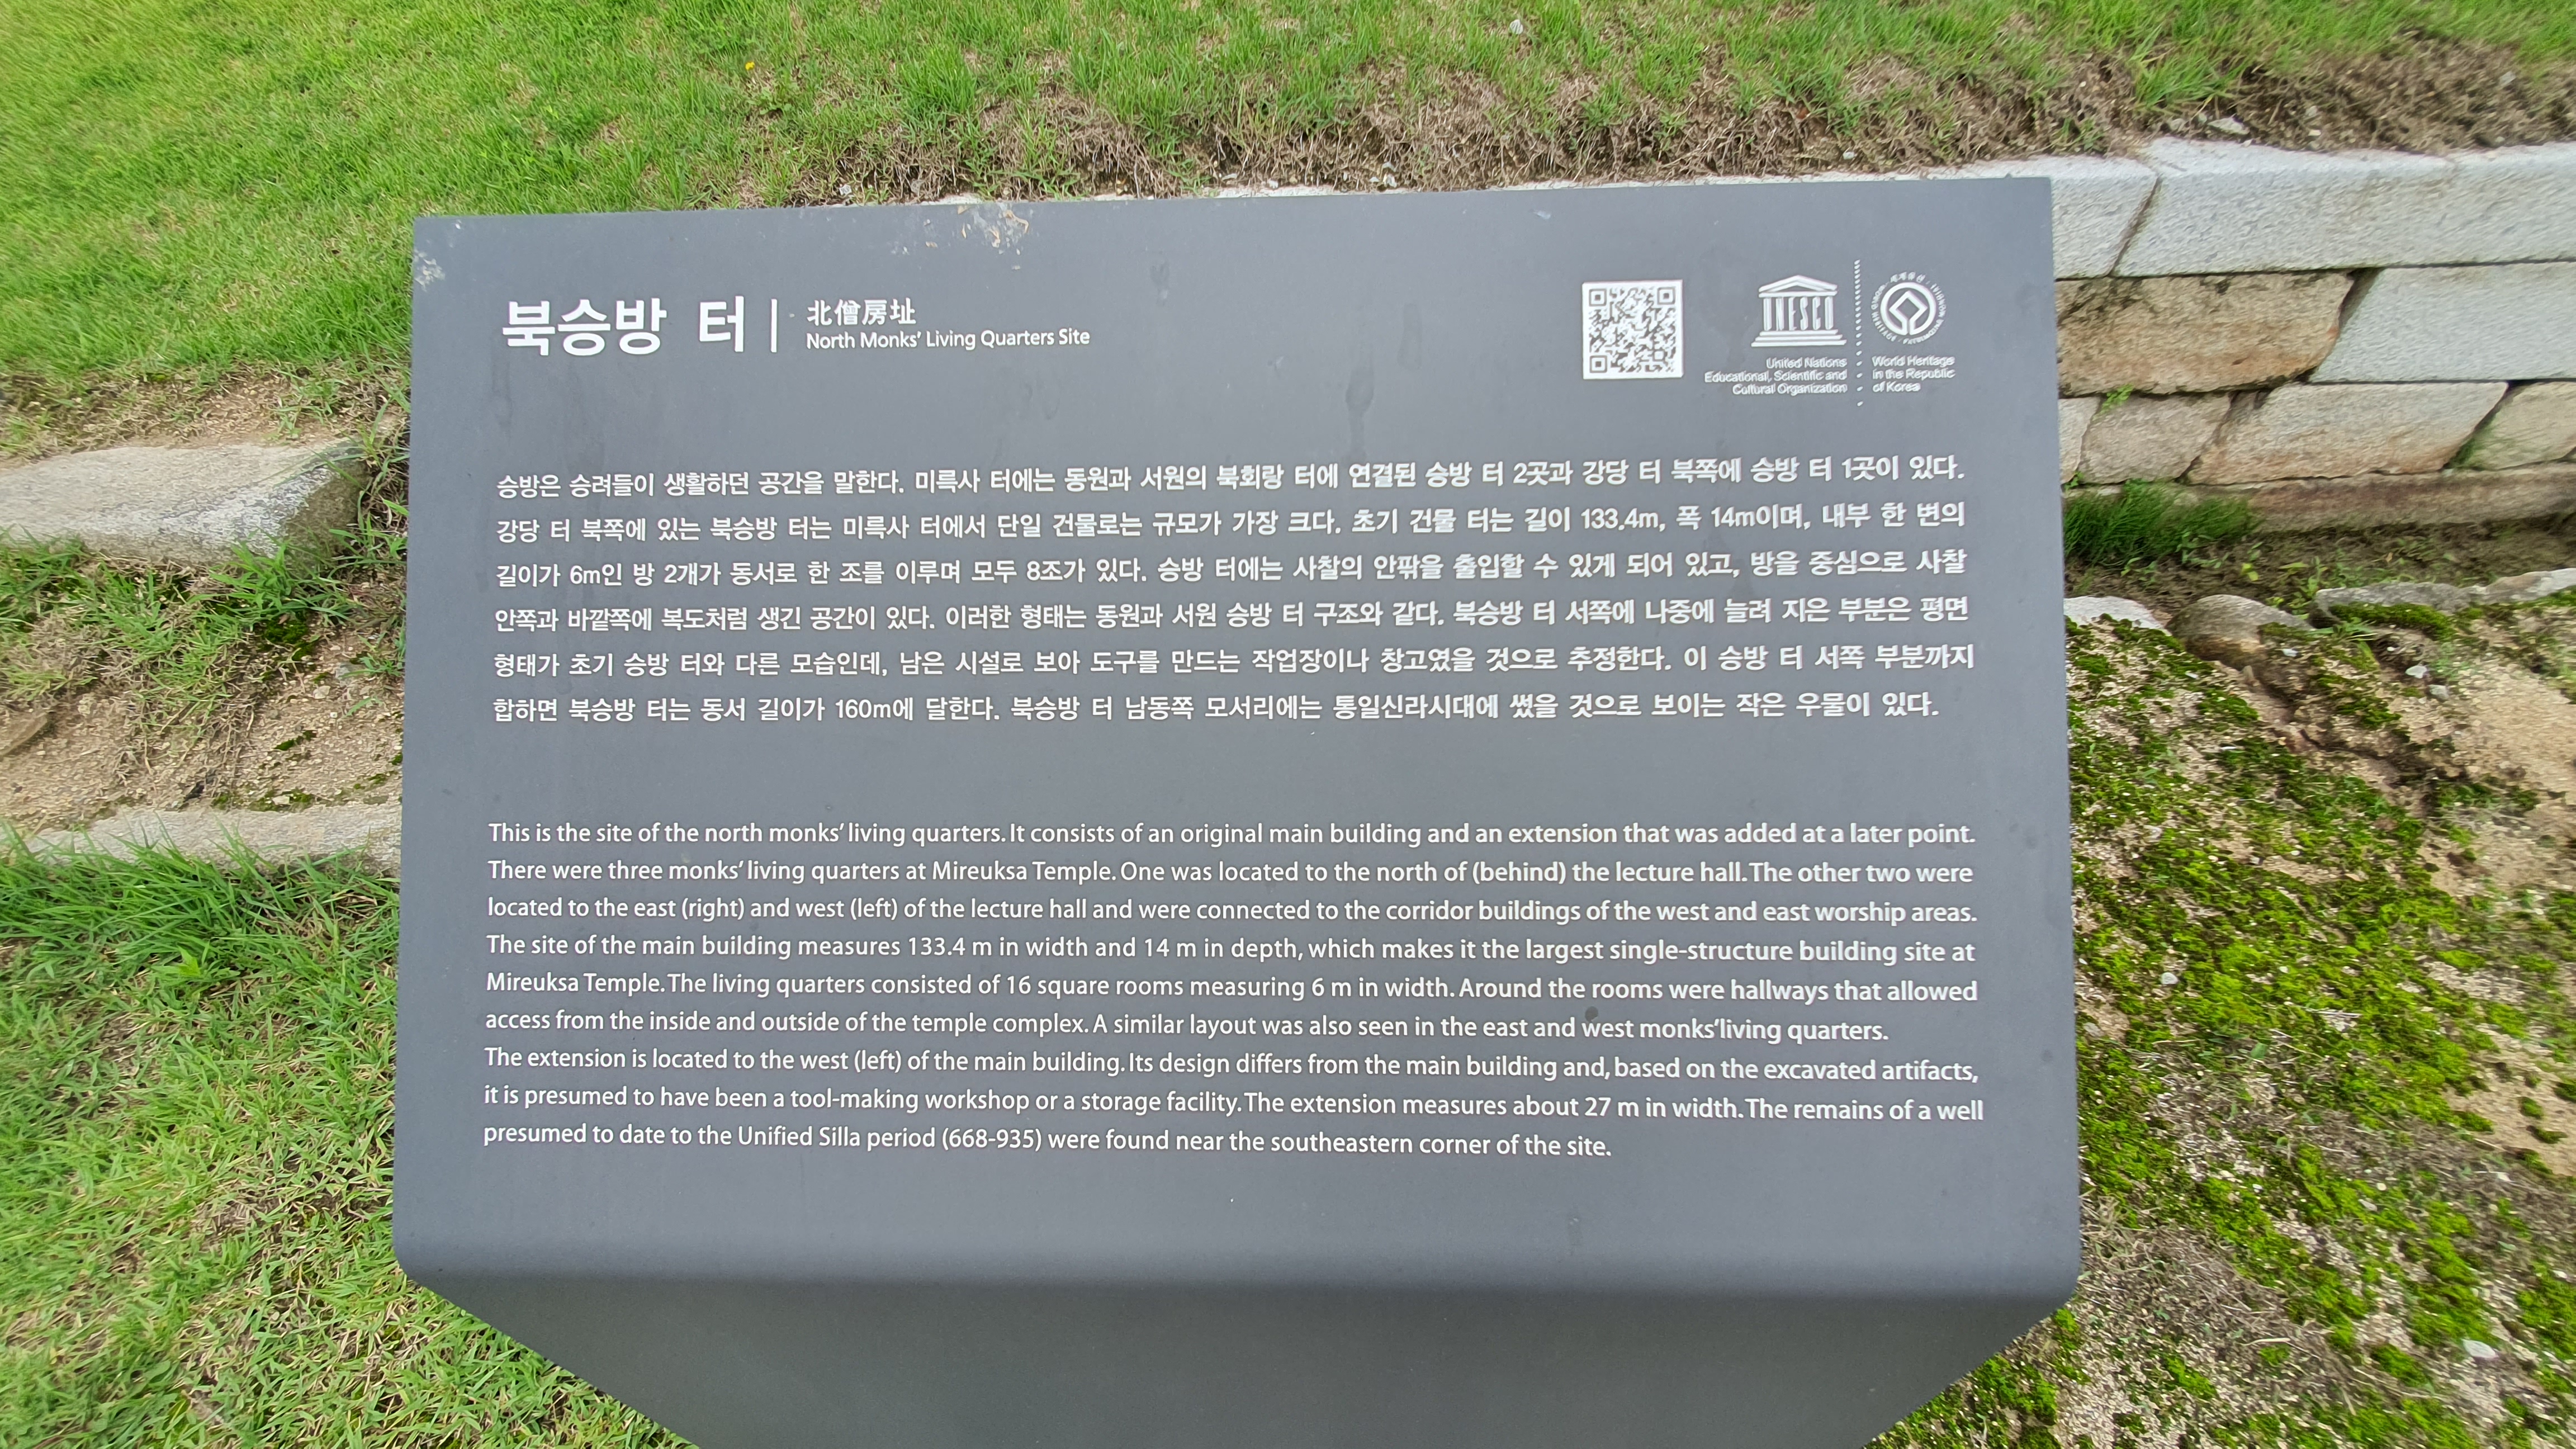 북승방 터
北僧房址
North Monks' Living Quarters Site
UNESCO
United Nations
Educational, Scientific and
Cultural Organization
World Heritage
in the Republic
of Korea
승방은 승려들이 생활하던 공간을 말한다. 미륵사 터에는 동원과 서원의 북회랑 터에 연결된 승방 터 2곳과 강당 터 북쪽에 승방 터 1곳이 있다.
강당 터 북쪽에 있는 북승방 터는 미륵사 터에서 단일 건물로는 규모가 가장 크다. 초기 건물 터는 길이 133.4m, 폭 14m이며, 내부 한 변의
길이가 6m인 방 2개가 동서로 한 조를 이루며 모두 8조가 있다. 승방 터에는 사찰의 안팎을 출입할 수 있게 되어 있고, 방을 중심으로 사찰
안쪽과 바깥쪽에 복도처럼 생긴 공간이 있다. 이러한 형태는 동원과 서원 승방 터 구조와 같다. 북승방 터 서쪽에 나중에 늘려 지은 부분은 평면
형태가 초기 승방 터와 다른 모습인데, 남은 시설로 보아 도구를 만드는 작업장이나 창고였을 것으로 추정한다. 이 승방 터 서쪽 부분까지
합하면 북승방 터는 동서 길이가 160m에 달한다. 북승방 터 남동쪽 모서리에는 통일신라시대에 썼을 것으로 보이는 작은 우물이 있다.
This is the site of the north monks' living quarters. It consists of an original main building and an extension that was added at a later point.
There were three monks' living quarters at Mireuksa Temple. One was located to the north of (behind) the lecture hall. The other two were
located to the east (right) and west (left) of the lecture hall and were connected to the corridor buildings of the west and east worship areas.
The site of the main building measures 133.4 m in width and 14 m in depth, which makes it the largest single-structure building site at
Mireuksa Temple. The living quarters consisted of 16 square rooms measuring 6 m in width. Around the rooms were hallways that allowed
access from the inside and outside of the temple complex. A similar layout was also seen in the east and west monks'living quarters.
The extension is located to the west (left) of the main building. Its design differs from the main building and, based on the excavated artifacts,
it is presumed to have been a tool-making workshop or a storage facility. The extension measures about 27 m in width. The remains of a well
presumed to date to the Unified Silla period (668-935) were found near the southeastern corner of the site.